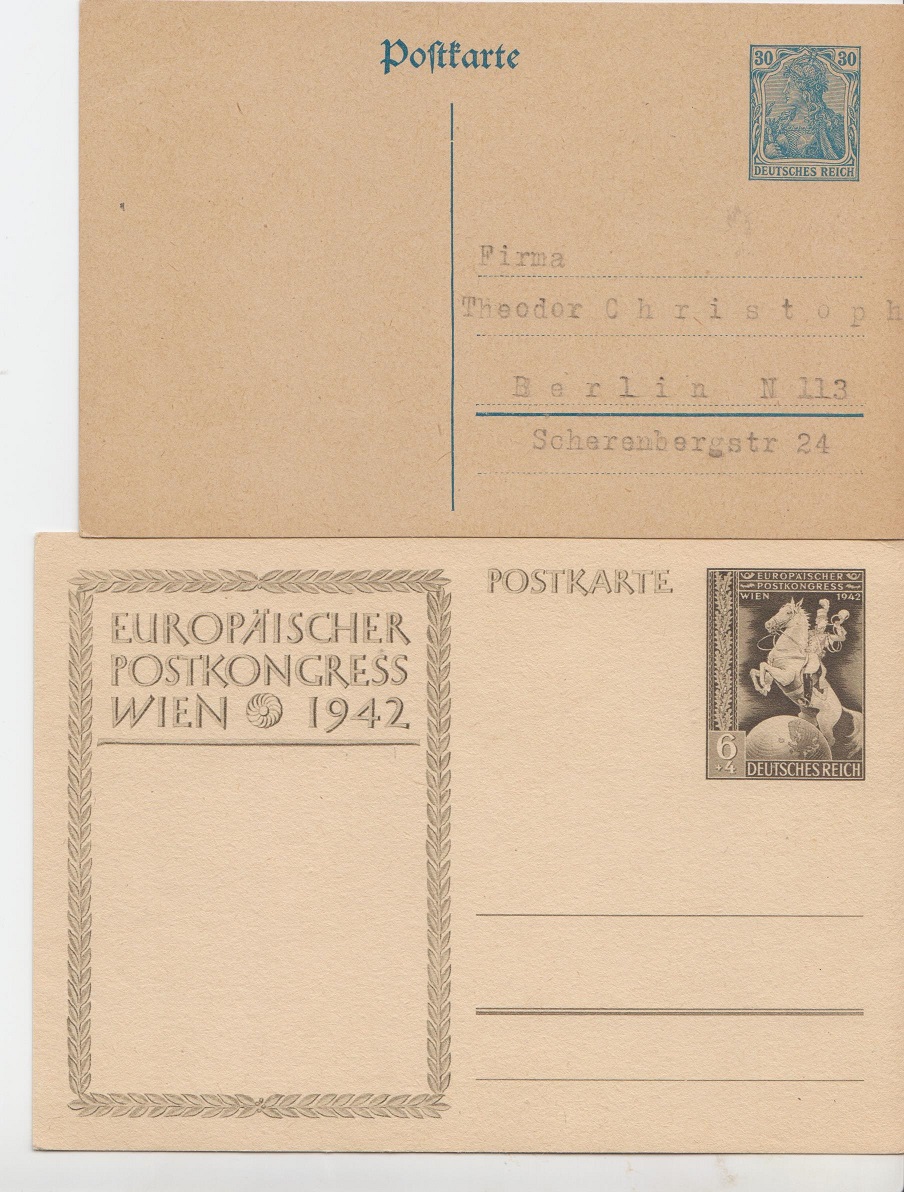 Postkarte
30 30
DEUTSCHES REICH
Firma
Theodor Christoph
Berlin N 113
Scherenbergstr 24
EUROPÄISCHER
POSTKONGRESS
WIEN 1942
POSTKARTE
EUROPÄISCHER
POSTKONGRESS
WIEN 1942
6
+4
DEUTSCHES REICH